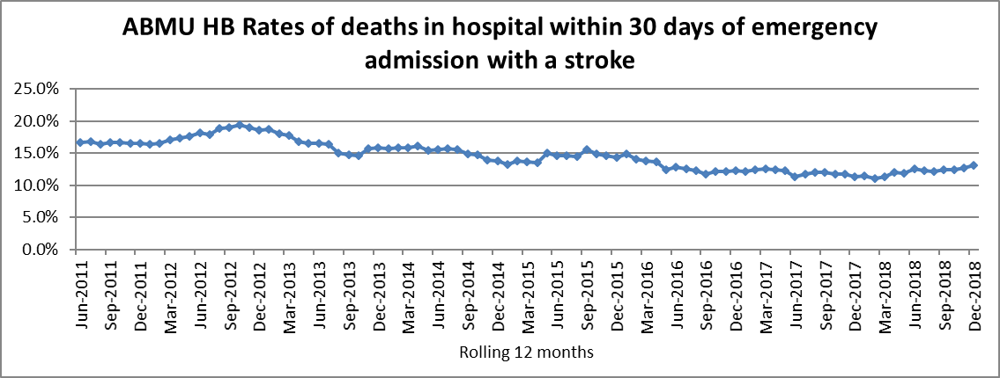 ABMU HB Rates of deaths in hospital within 30 days of emergency
admission with a stroke
25.0%
20.0%
15.0%
10.0%
5.0%
0.0%
Jun-2011
Sep-2011
Dec-2011
Mar-2012
Jun-2012
Sep-2012
Dec-2012
Mar-2013
Jun-2013
Sep-2013
Dec-2013
Mar-2014
Jun-2014
Sep-2014
Dec-2014
Mar-2015
Jun-2015
Sep-2015
Dec-2015
Mar-2016
Jun-2016
Sep-2016
Dec-2016
Mar-2017
Jun-2017
Sep-2017
Dec-2017
Mar-2018
Jun-2018
Sep-2018
Dec-2018
Rolling 12 months